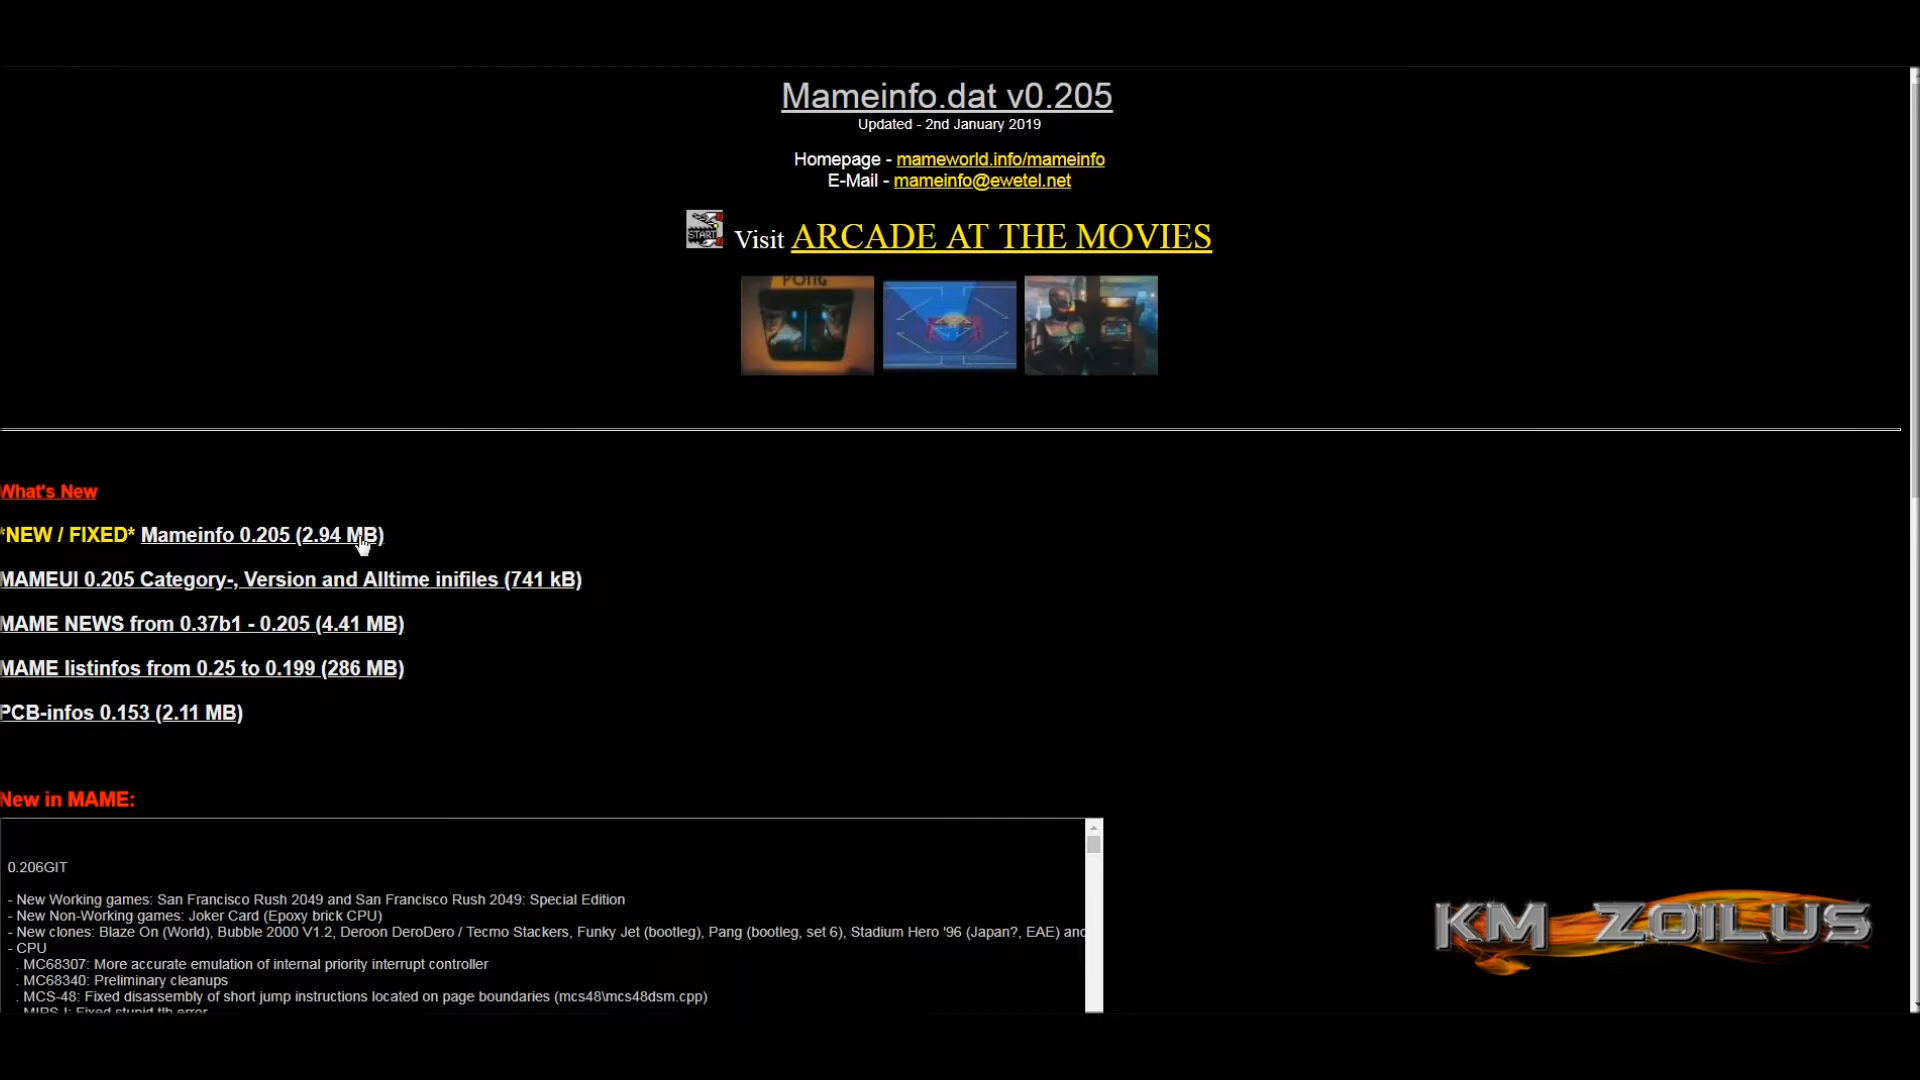 Mameinfo.dat v0.205
Updated - 2nd January 2019
Homepage - mameworld.info/mameinfo
E-Mail - mameinfo@ewetel.net
START
Visit ARCADE AT THE MOVIES
PONG
What's New
*NEW / FIXED* Mameinfo 0.205 (2.94 MB)
MAMEUI 0.205 Category-, Version and Alltime inifiles (741 kB)
MAME NEWS from 0.37b1 - 0.205 (4.41 MB)
MAME listinfos from 0.25 to 0.199 (286 MB)
PCB-infos 0.153 (2.11 MB)
New in MAME:
0.206GIT
- New Working games: San Francisco Rush 2049 and San Francisco Rush 2049: Special Edition
- New Non-Working games: Joker Card (Epoxy brick CPU)
- New clones: Blaze On (World), Bubble 2000 V1.2, Deroon DeroDero / Tecmo Stackers, Funky Jet (bootleg), Pang (bootleg, set 6), Stadium Hero '96 (Japan?, EAE) and
- CPU
. MC68307: More accurate emulation of internal priority interrupt controller
. MC68340: Preliminary cleanups
. MCS-48: Fixed disassembly of short jump instructions located on page boundaries (mcs48\mcs48dsm.cpp)
. MIPS-I: Fixed stupid tlb error
KM ZOILUS